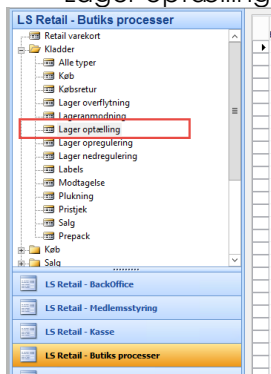 Lager optælling
LS Retail - Butiks processer
Retail varekort
Kladder
Alle typer
Køb
Købsretur
Lager overflytning
Lageranmodning
Lager optælling
Lager opregulering
Lager nedregulering
Labels
Modtagelse
Plukning
Pristjek
Salg
Prepack
Køb
Salg
LS Retail - BackOffice
LS Retail - Medlemsstyring
LS Retail - Kasse
LS Retail - Butiks processer